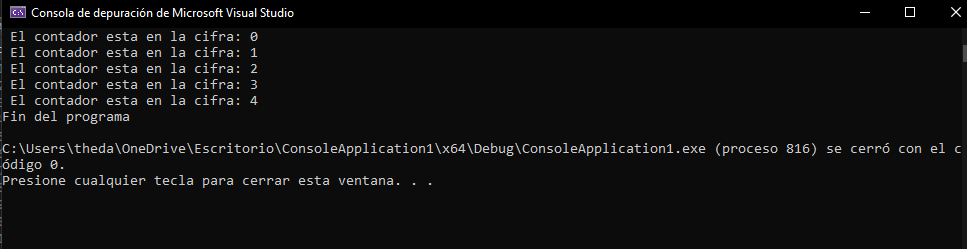 Consola de depuración de Microsoft Visual Studio
El contador esta en la cifra: 0
El contador esta en la cifra: 1
El contador esta en la cifra: 2
El contador esta en la cifra: 3
El contador esta en la cifra: 4
Fin del programa
C:\Users\theda\OneDrive\Escritorio\ConsoleApplication1\x64\Debug\ConsoleApplication1.exe (proceso 816) se cerró con el c
ódigo 0.
Presione cualquier tecla para cerrar esta ventana. . .